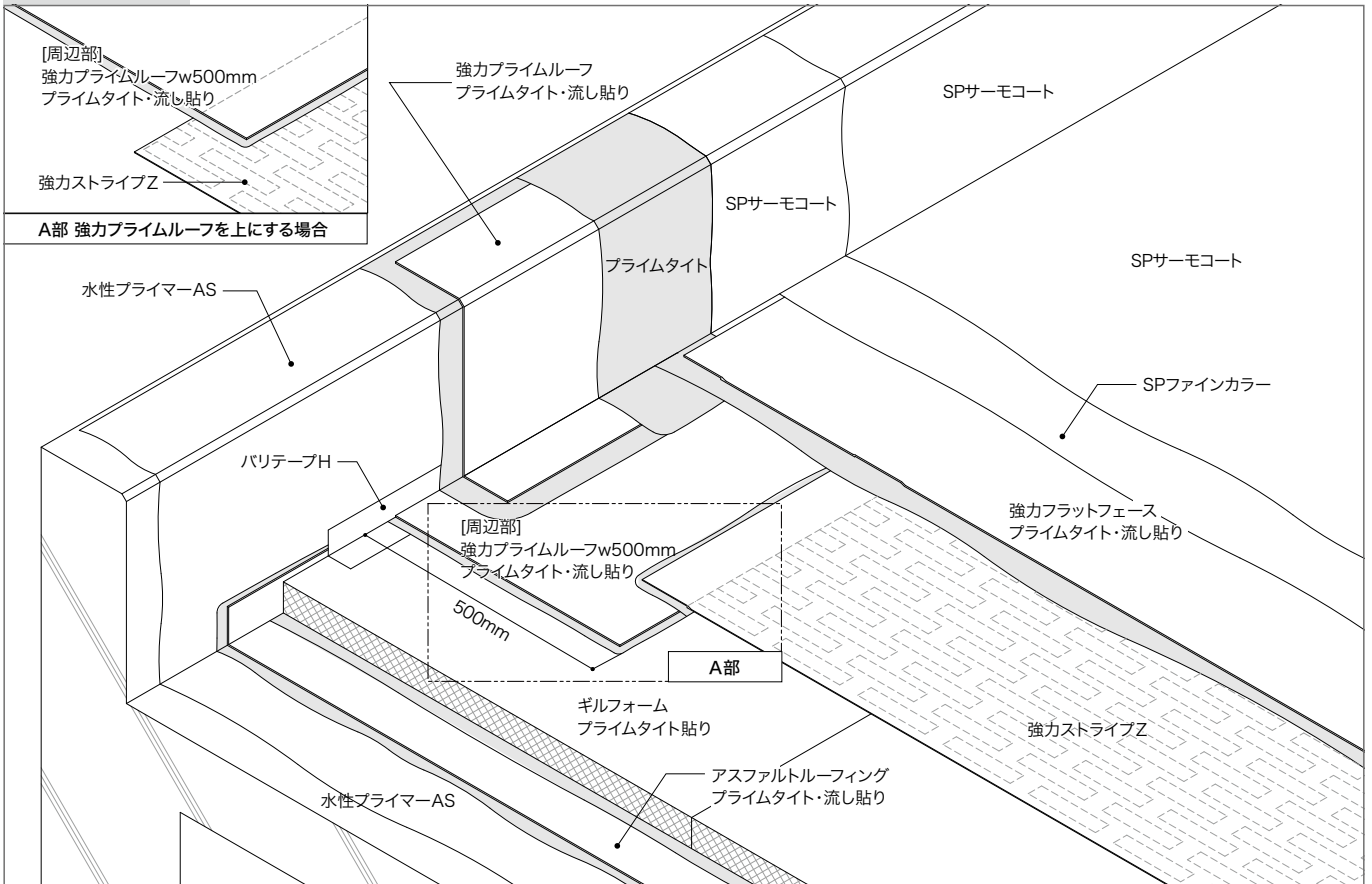 [周辺部]
強力プライムルーフw500mm
プライムタイト・流し貼り
強力ストライプZ
A部 強力プライムルーフを上にする場合
強力プライムルーフ
プライムタイト・流し貼り
SPサーモコート
SPサーモコート
プライムタイト
SPサーモコート
水性プライマーAS
SPファインカラー
バリテープH
[周辺部]
強力プライムルーフw500mm
プライムタイト・流し貼り
500mm
A部
強力フラットフェース
プライムタイト・流し貼り
ギルフォーム
プライムタイト貼り
強力ストライプZ
アスファルトルーフィング
プライムタイト・流し貼り
水性プライマーAS